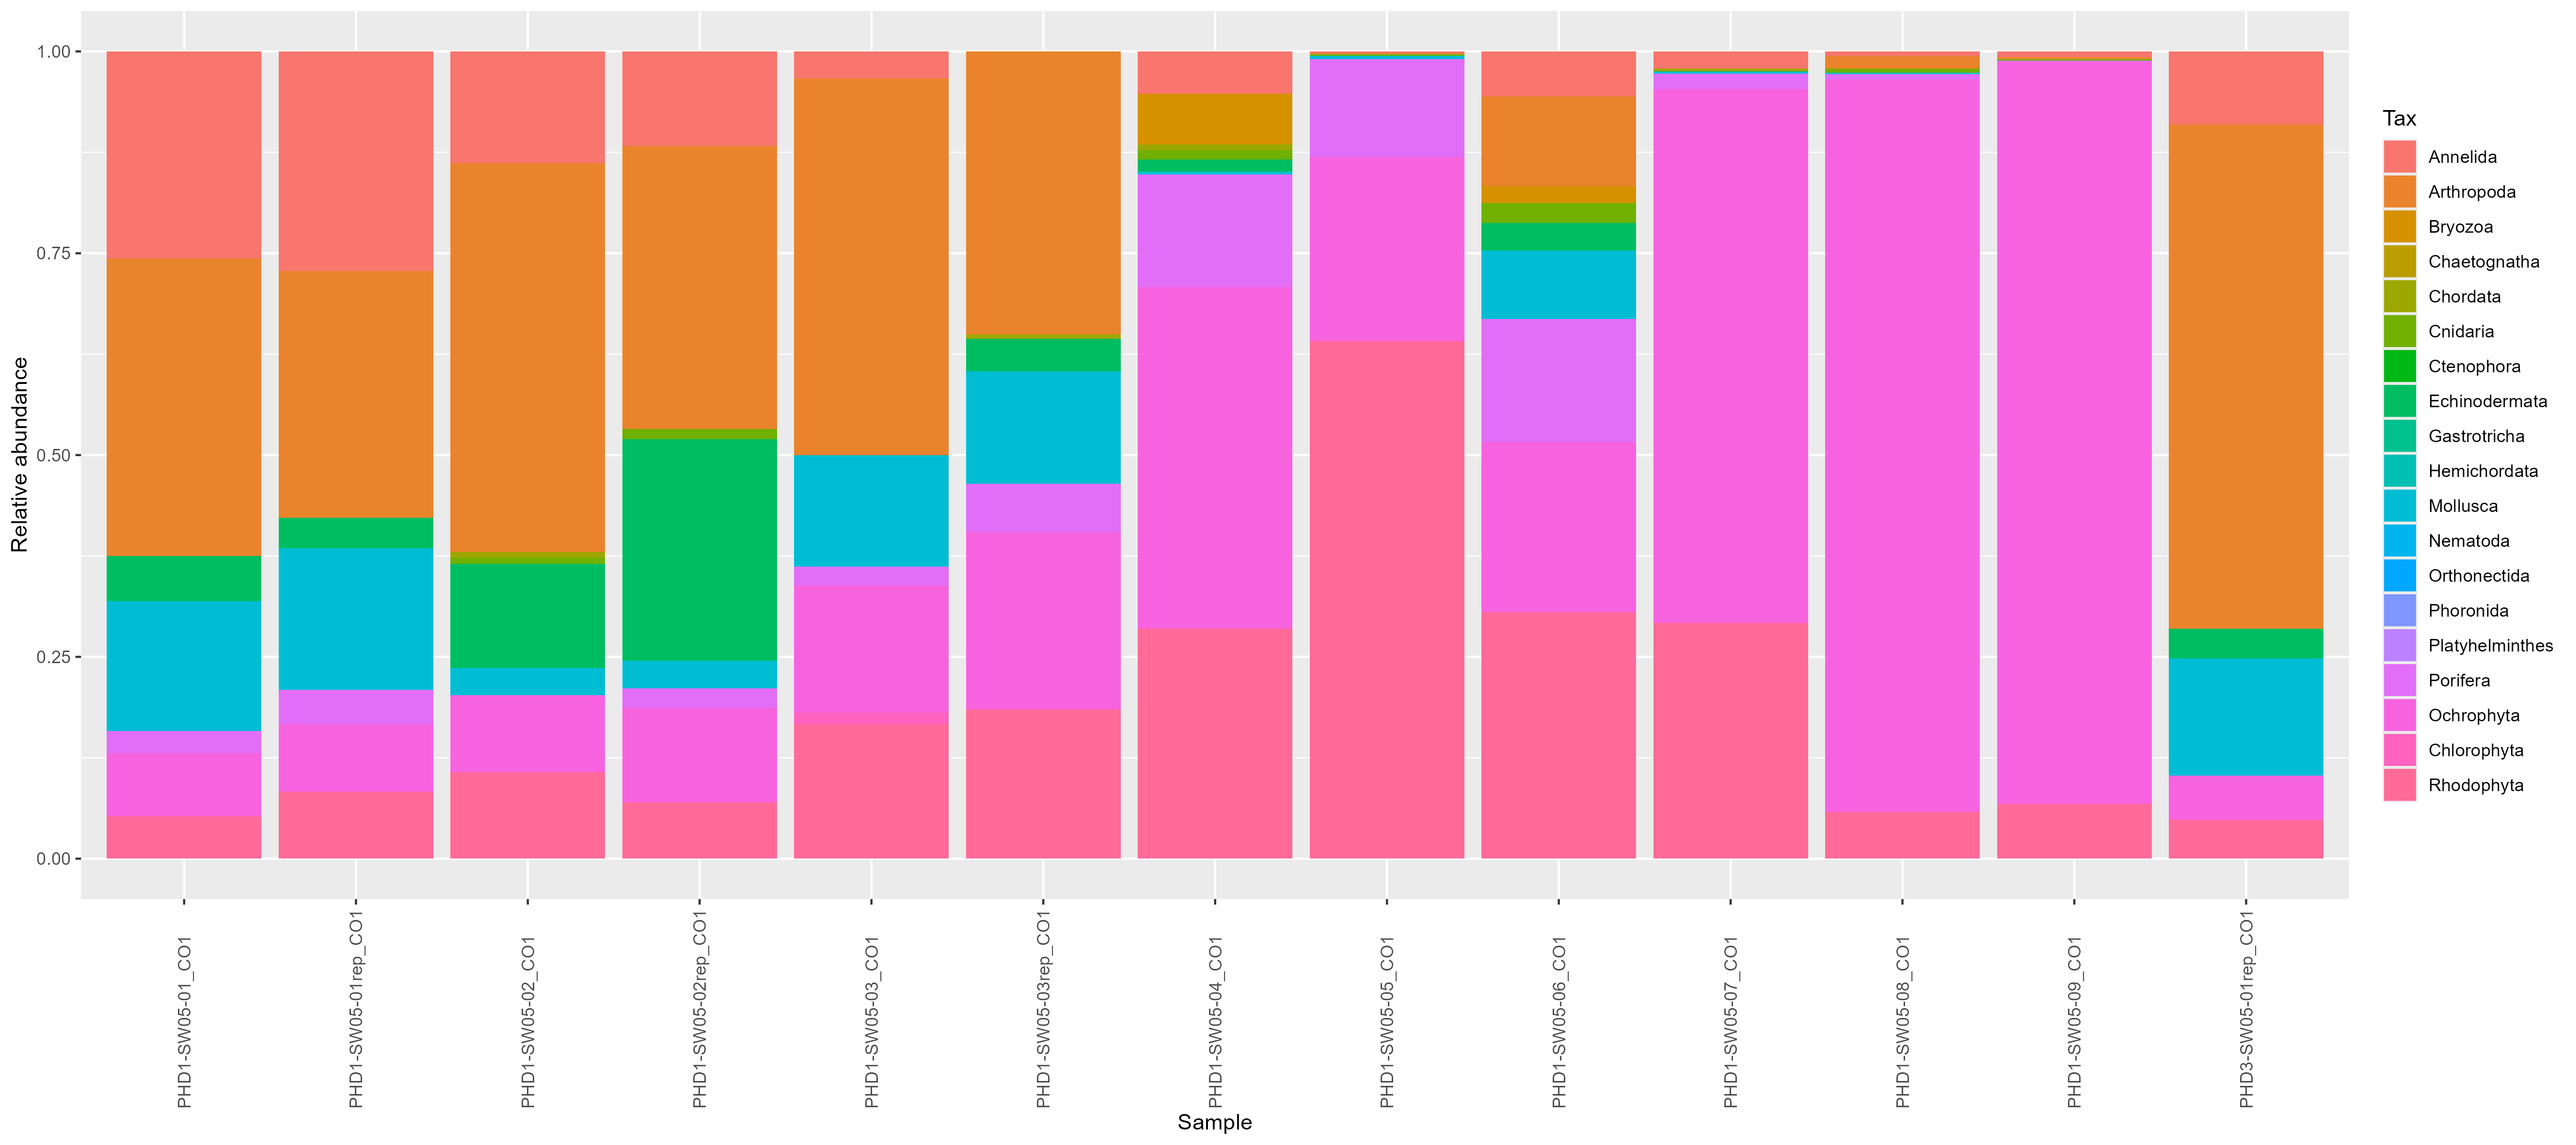 Relative abundance
1.00
0.75
0.50
0.25
0.00
PHD1-SW05-01_CO1
PHD1-SW05-01rep_CO1
PHD1-SW05-02_CO1
PHD1-SW05-02rep_CO1
PHD1-SW05-03_CO1
PHD1-SW05-03rep_CO1
PHD1-SW05-04_CO1
PHD1-SW05-05_CO1
PHD1-SW05-06_CO1
PHD1-SW05-07_CO1
PHD1-SW05-08_CO1
PHD1-SW05-09_CO1
PHD3-SW05-01rep_CO1
Sample
Tax
Annelida
Arthropoda
Bryozoa
Chaetognatha
Chordata
Cnidaria
Ctenophora
Echinodermata
Gastrotricha
Hemichordata
Mollusca
Nematoda
Orthonectida
Phoronida
Platyhelminthes
Porifera
Ochrophyta
Chlorophyta
Rhodophyta